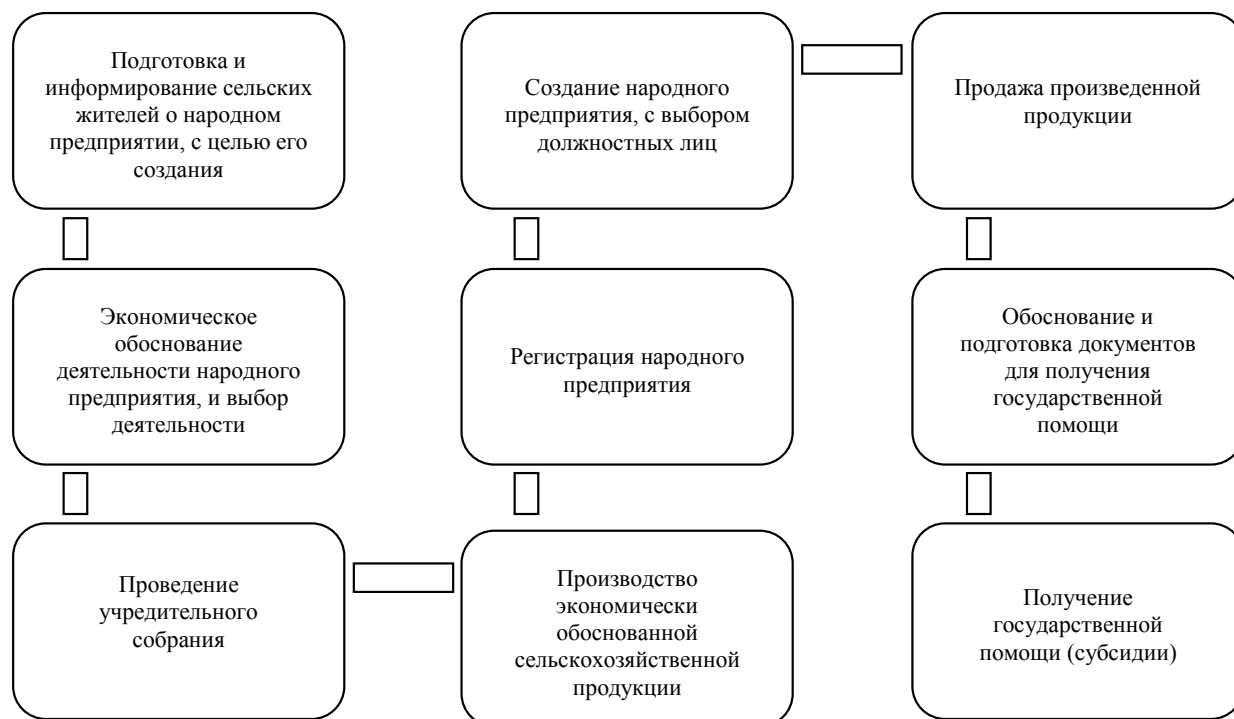 Подготовка и
информирование сельских
жителей о народном
предприятии, с целью его
создания
Экономическое
обоснование
деятельности народного
предприятия, и выбор
деятельности
Проведение
учредительного
собрания
Производство
экономически
обоснованной
сельскохозяйственной
продукции
Регистрация народного
предприятия
Создание народного
предприятия, с выбором
должностных лиц
Продажа произведенной
продукции
Обоснование и
подготовка документов
для получения
государственной
помощи
Получение
государственной
помощи (субсидии)